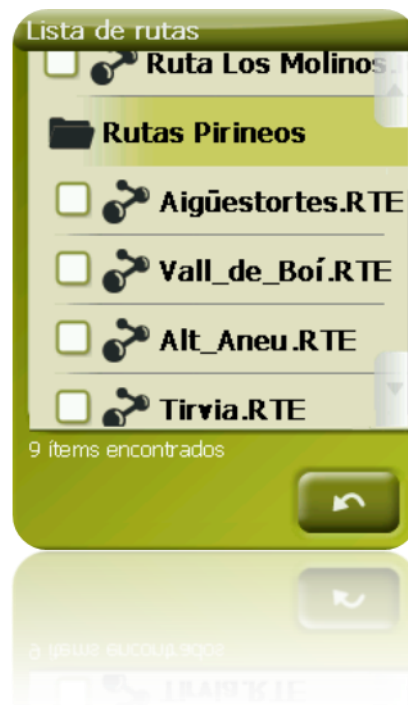 Lista de rutas
Ruta Los Molinos.
Rutas Pirineos
Aigüestortes.RTE
Vall_de_Boí.RTE
Alt_Aneu.RTE
Tirvia.RTE
9 ítems encontrados